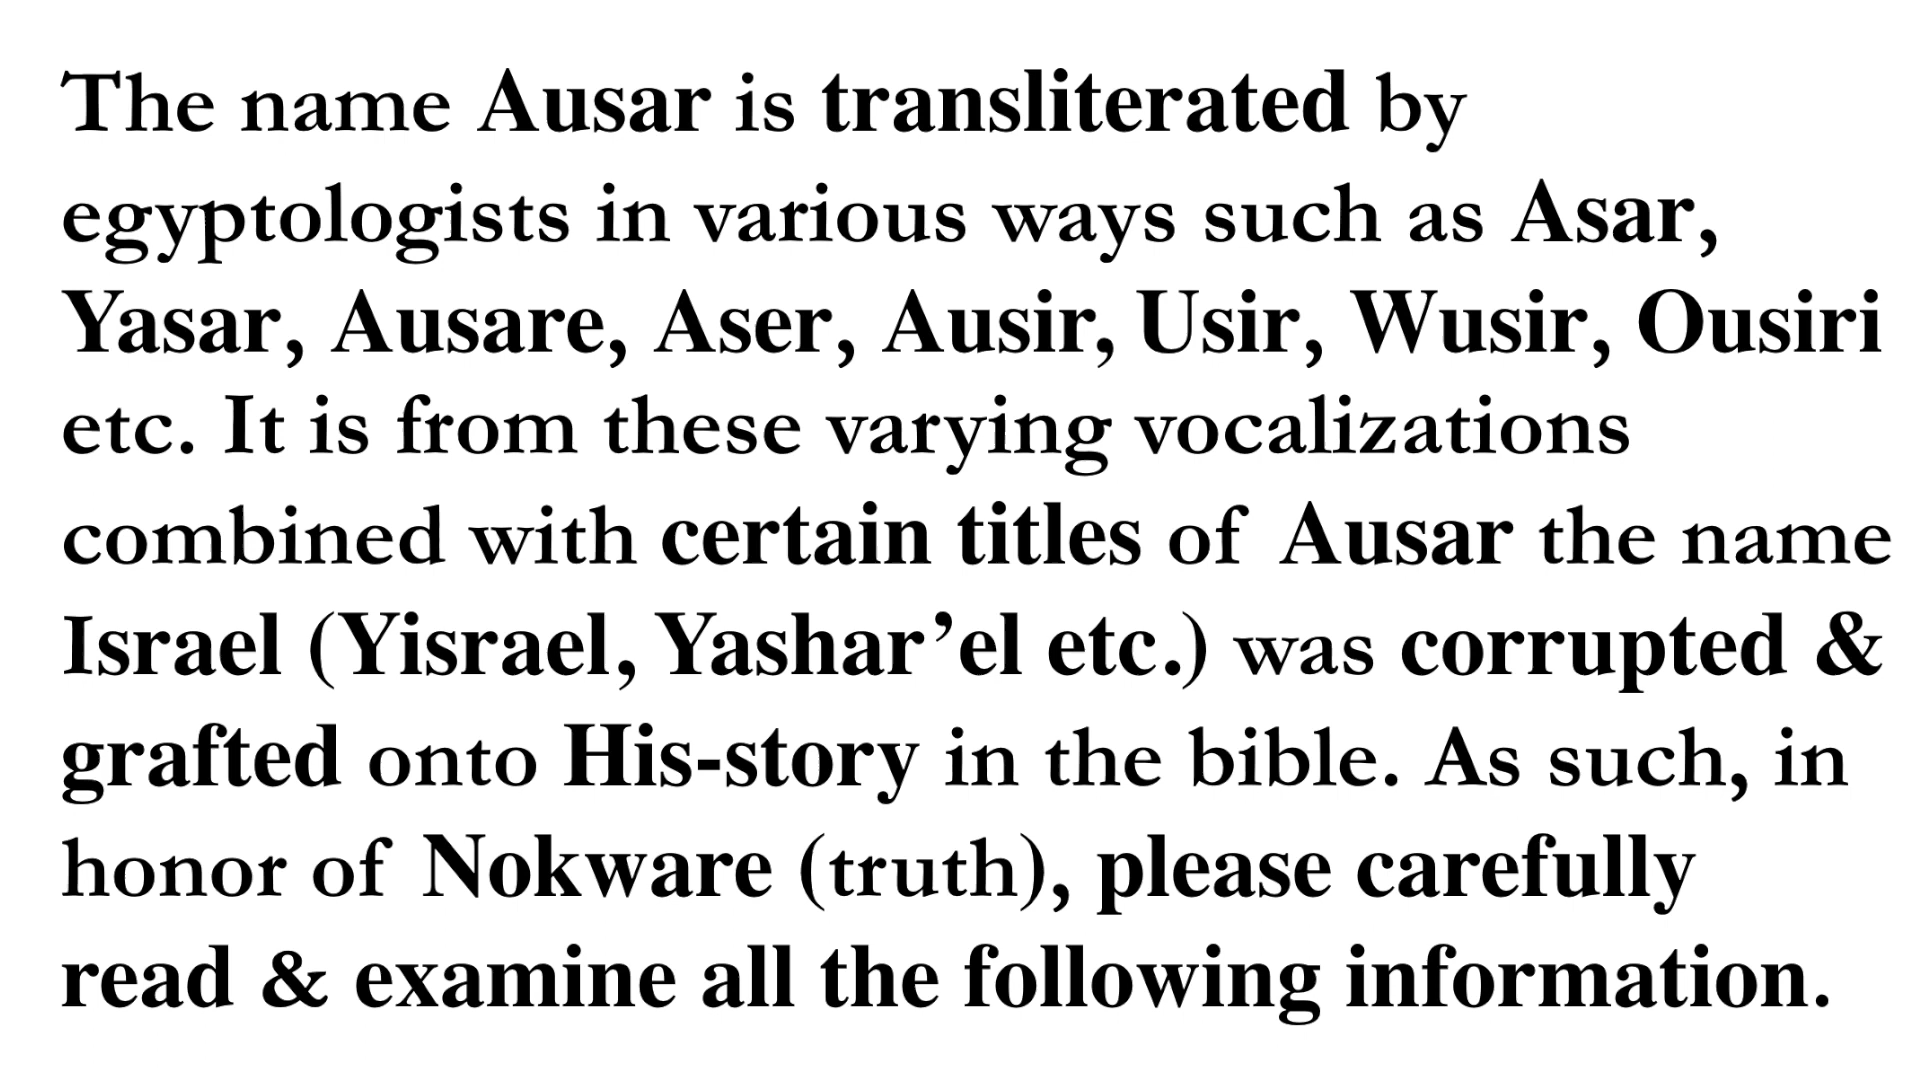 The name Ausar is transliterated by
egyptologists in various ways such as Asar,
Yasar, Ausare, Aser, Ausir, Usir, Wusir, Ousiri
etc. It is from these varying vocalizations
combined with certain titles of Ausar the name
Israel (Yisrael, Yashar’el etc.) was corrupted &
grafted onto His-story in the bible. As such, in
honor of Nokware (truth), please carefully
read & examine all the following information.